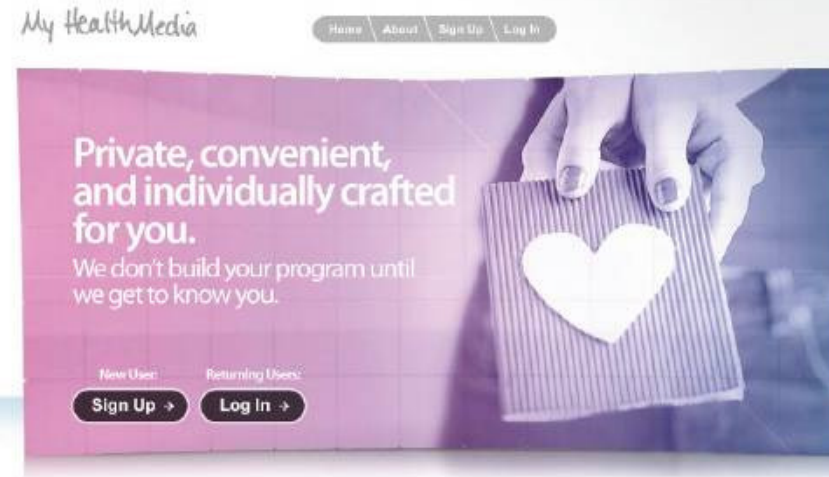 My HealthMedia
Home \ About \ Sign Up \ Log In
Private, convenient,
and individually crafted
for you.
We don't build your program until
we get to know you.
New User: Returning Users:
Sign Up → Log In →